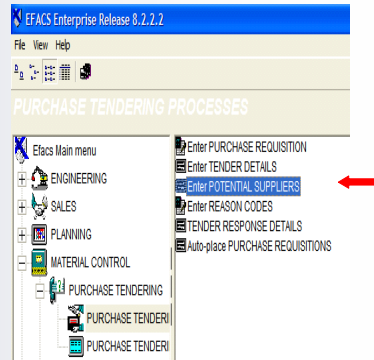 EFACS Enterprise Release 8.2.2.2
File View Help
PURCHASE TENDERING PROCESSES
Efacs Main menu
ENGINEERING
SALES
PLANNING
MATERIAL CONTROL
PURCHASE TENDERING
PURCHASE TENDERI
PURCHASE TENDERI
Enter PURCHASE REQUISITION
Enter TENDER DETAILS
Enter POTENTIAL SUPPLIERS
Enter REASON CODES
TENDER RESPONSE DETAILS
Auto-place PURCHASE REQUISITIONS